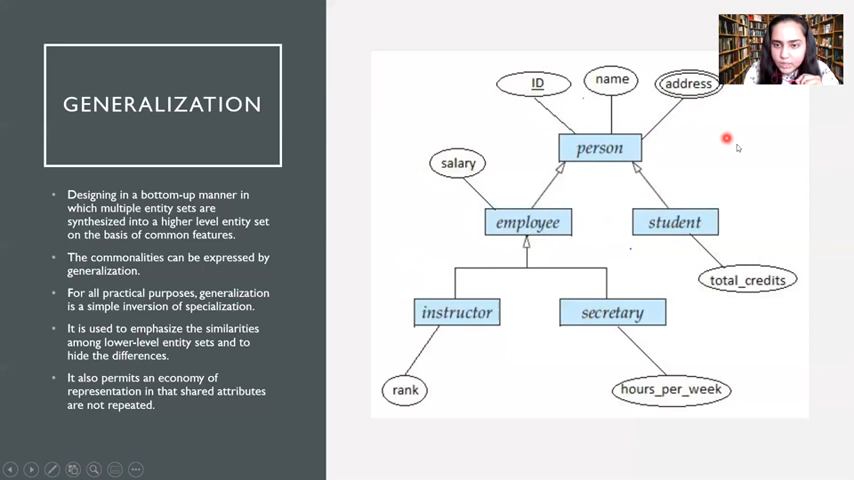 GENERALIZATION
Designing in a bottom-up manner in
which multiple entity sets are
synthesized into a higher level entity set
on the basis of common features.
The commonalities can be expressed by
generalization.
For all practical purposes, generalization
is a simple inversion of specialization.
It is used to emphasize the similarities
among lower-level entity sets and to
hide the differences.
It also permits an economy of
representation in that shared attributes
are not repeated.
ID
name
address
person
salary
employee
student
total_credits
instructor
secretary
rank
hours_per_week